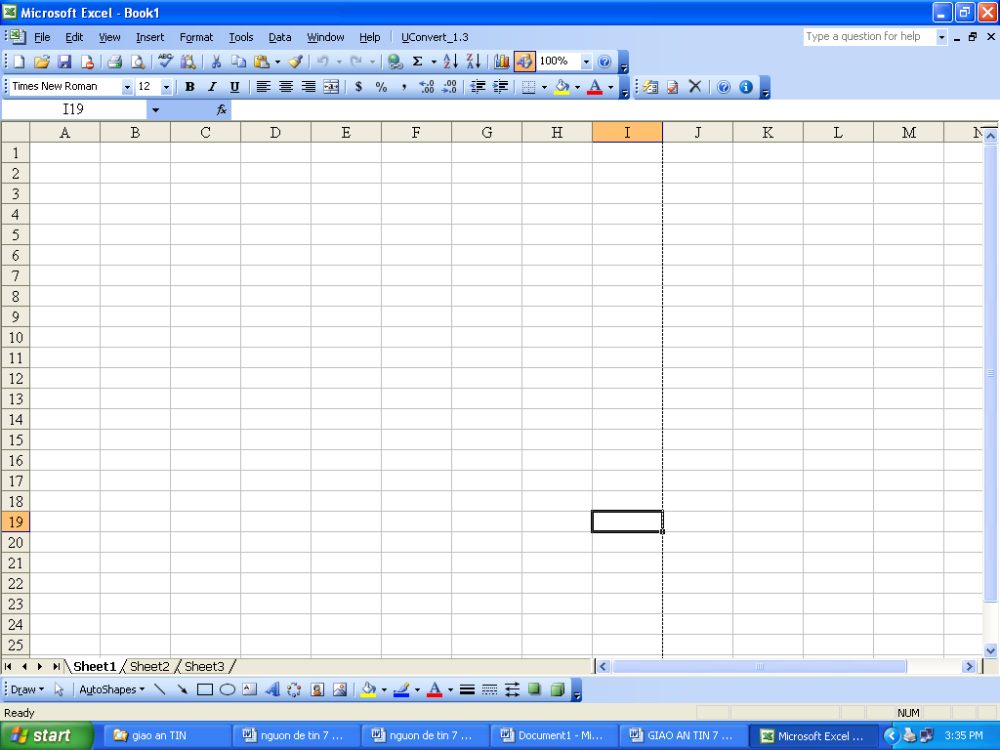 Microsoft Excel - Book1
File Edit View Insert Format Tools Data Window Help UConvert_1.3 Type a question for help
100%
Times New Roman 12 B I U $ % ,
I19 fx
A B C D E F G H I J K L M N
1
2
3
4
5
6
7
8
9
10
11
12
13
14
15
16
17
18
19
20
21
22
23
24
25
Sheet1 Sheet2 Sheet3
Draw AutoShapes
Ready NUM
start giao an TIN nguon de tin 7 ... nguon de tin 7 ... Document1 - Mi... GIAO AN TIN 7 ... Microsoft Excel ... 3:35 PM